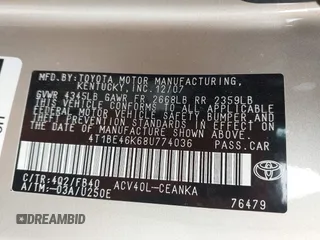 MFD.BY:TOYOTA MOTOR MANUFACTURING,
KENTUCKY,INC.12/07
GVWR 4345LB GAWR FR 2668LB RR 2359LB
THIS VEHICLE CONFORMS TO ALL APPLICABLE
FEDERAL MOTOR VEHICLE SAFETY, BUMPER,
AND THEFT PREVENTION STANDARDS IN EFFECT
ON THE DATE OF MANUFACTURE SHOWN ABOVE.
4T1BE46K68U774036 PASS.CAR
C/TR:4Q2/FB40 ACV40L-CEANKA
A/TM:-03A/U250E
TOYOTA
76479
DREAMBID